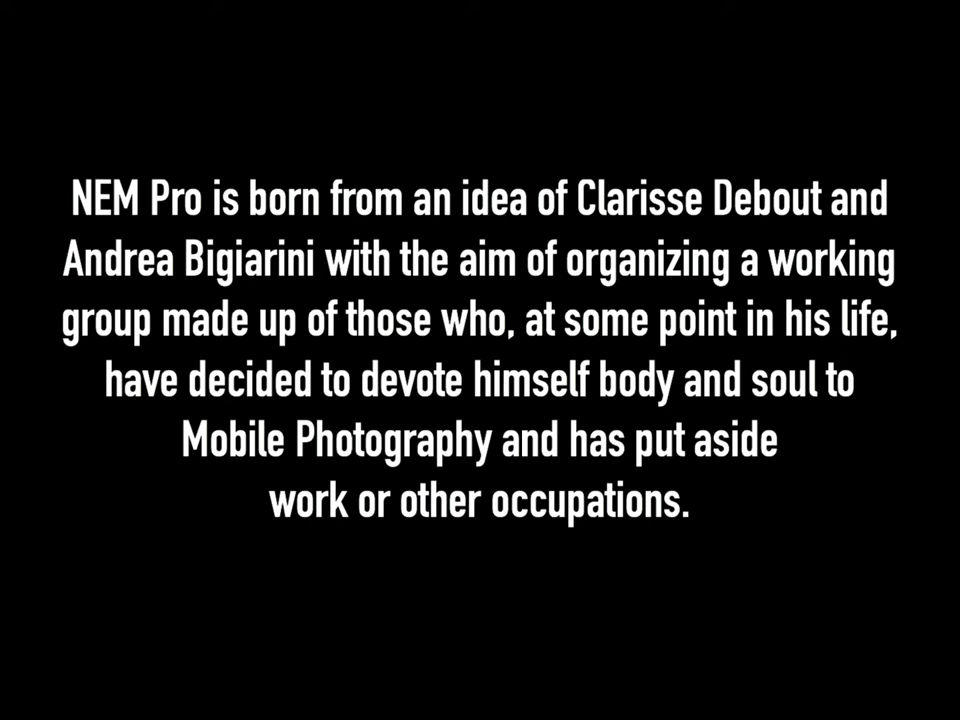 NEM Pro is born from an idea of Clarisse Debout and
Andrea Bigiarini with the aim of organizing a working
group made up of those who, at some point in his life,
have decided to devote himself body and soul to
Mobile Photography and has put aside
work or other occupations.